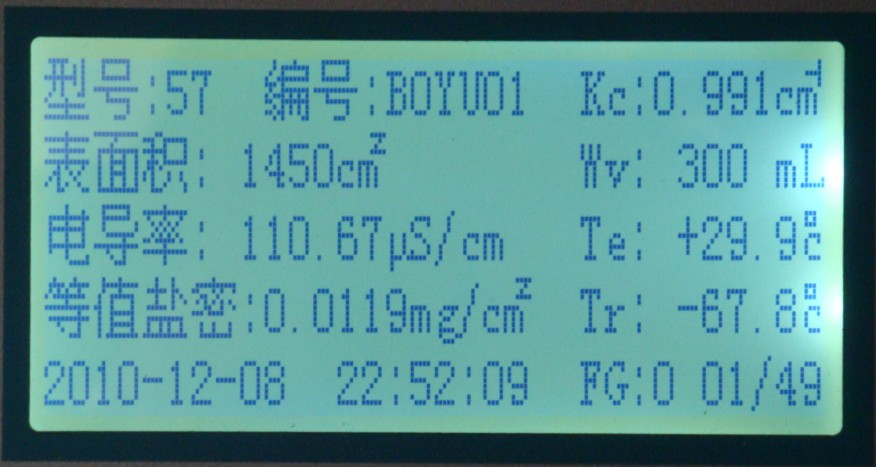 型号:57 编号:BOYU01 Kc:0.991cm⁻¹
表面积: 1450cm² Wv: 300 mL
电导率: 110.67μS/cm Te: +29.9℃
等值盐密:0.0119mg/cm² Tr: -67.8℃
2010-12-08 22:52:09 FG:0 01/49